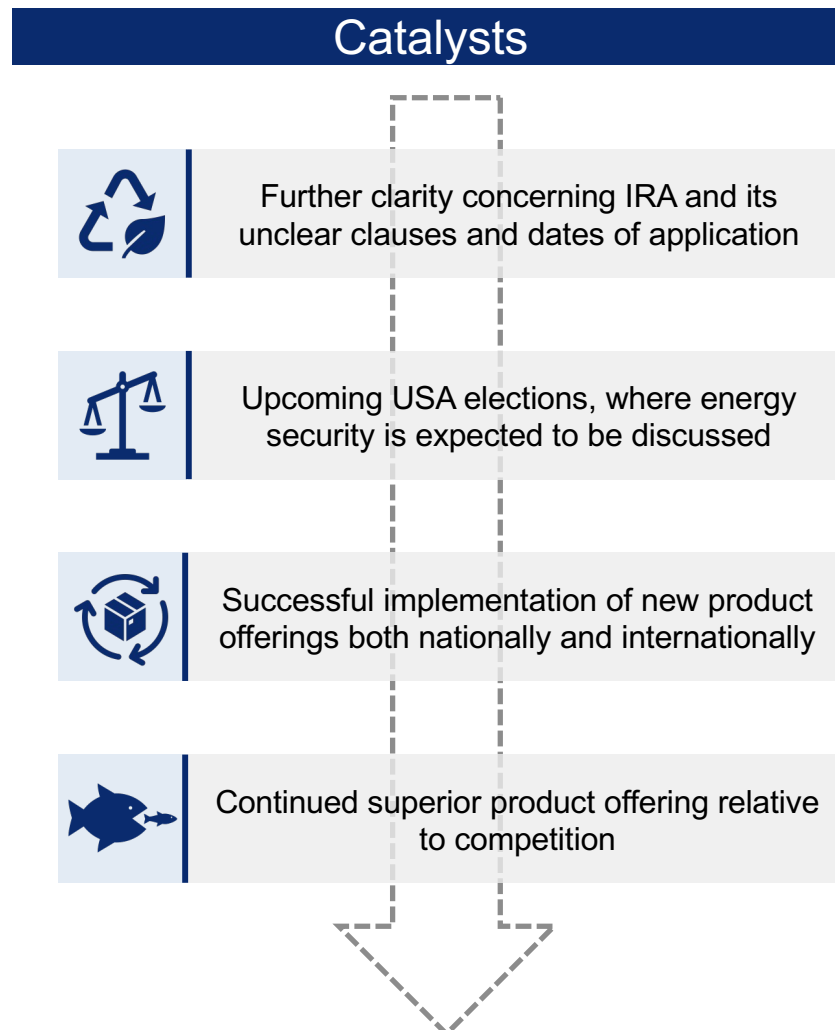 Catalysts
Further clarity concerning IRA and its
unclear clauses and dates of application
Upcoming USA elections, where energy
security is expected to be discussed
Successful implementation of new product
offerings both nationally and internationally
Continued superior product offering relative
to competition